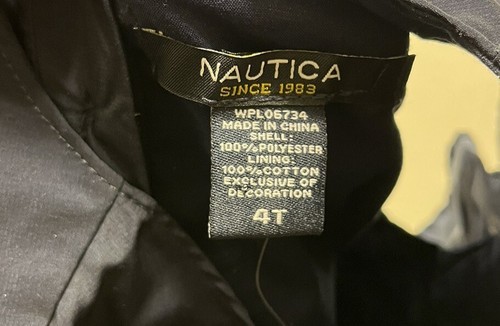 NAUTICA
SINCE 1983
WPL06734
MADE IN CHINA
SHELL:
100%POLYESTER
LINING:
100%COTTON
EXCLUSIVE OF
DECORATION
4T